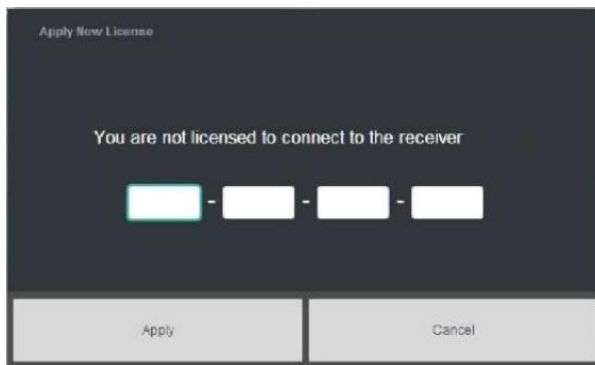 Apply New License
You are not licensed to connect to the receiver
- - -
Apply Cancel